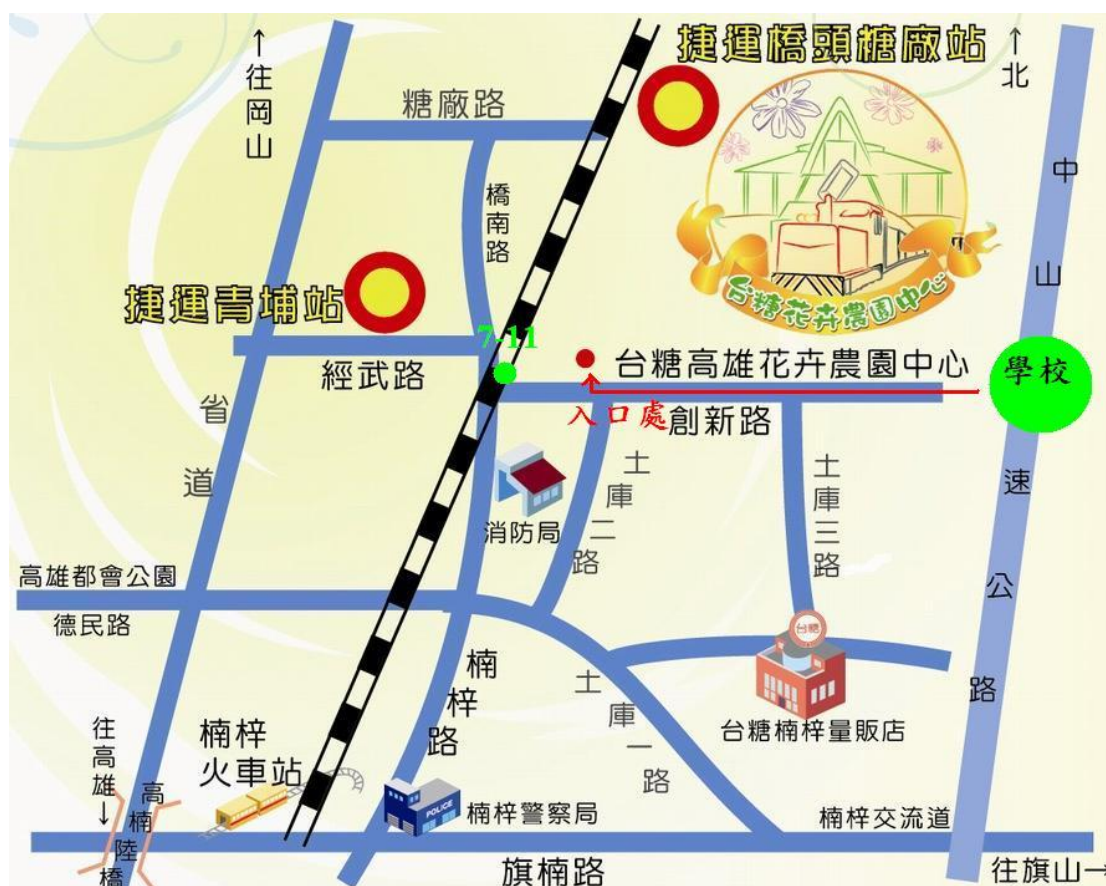 捷運橋頭糖廠站
↑
往岡山
↑
北
糖廠路
橋南路
中山
台糖花卉農園中心
捷運青埔站
7-11
經武路
台糖高雄花卉農園中心
學校
入口處
創新路
省道
消防局
土庫二路
土庫三路
速公路
高雄都會公園
德民路
台糖
楠梓路
土庫一路
台糖楠梓量販店
往高雄
↓
楠梓
火車站
高楠陸橋
POLICE
楠梓警察局
楠梓交流道
旗楠路
往旗山→